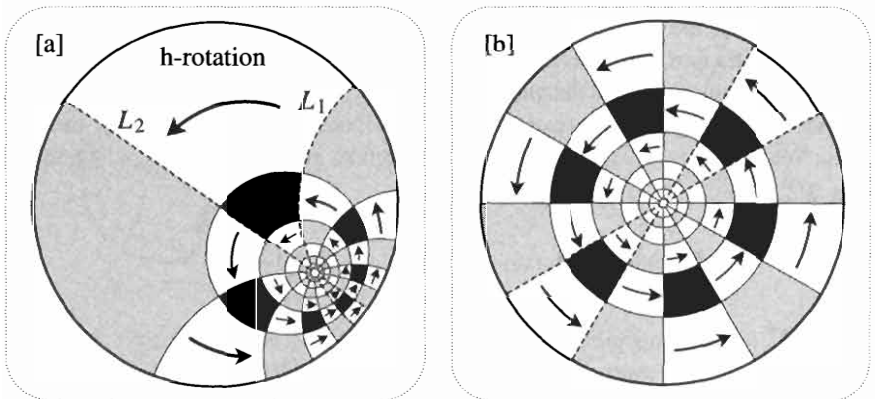 [a]
h-rotation
L₁
L₂
[b]